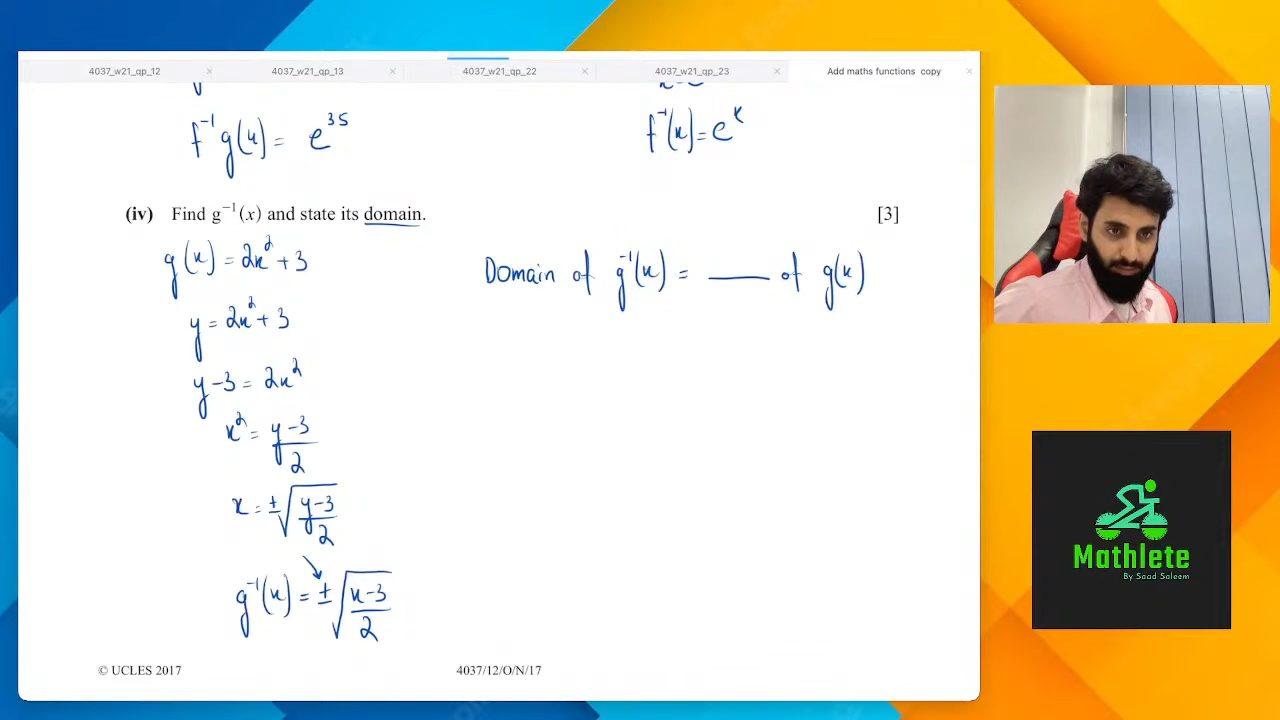 4037_w21_qp_12 × 4037_w21_qp_13 × 4037_w21_qp_22 × 4037_w21_qp_23 × Add maths functions copy ×
f⁻¹g(x) = e³⁵
f⁻¹(x) = eˣ
(iv) Find g⁻¹(x) and state its domain. [3]
g(x) = 2x² + 3
Domain of g⁻¹(x) = ____ of g(x)
y = 2x² + 3
y - 3 = 2x²
x² = (y-3)/2
x = ± √((y-3)/2)
g⁻¹(x) = ± √((x-3)/2)
© UCLES 2017 4037/12/O/N/17
Mathlete
By Saad Saleem